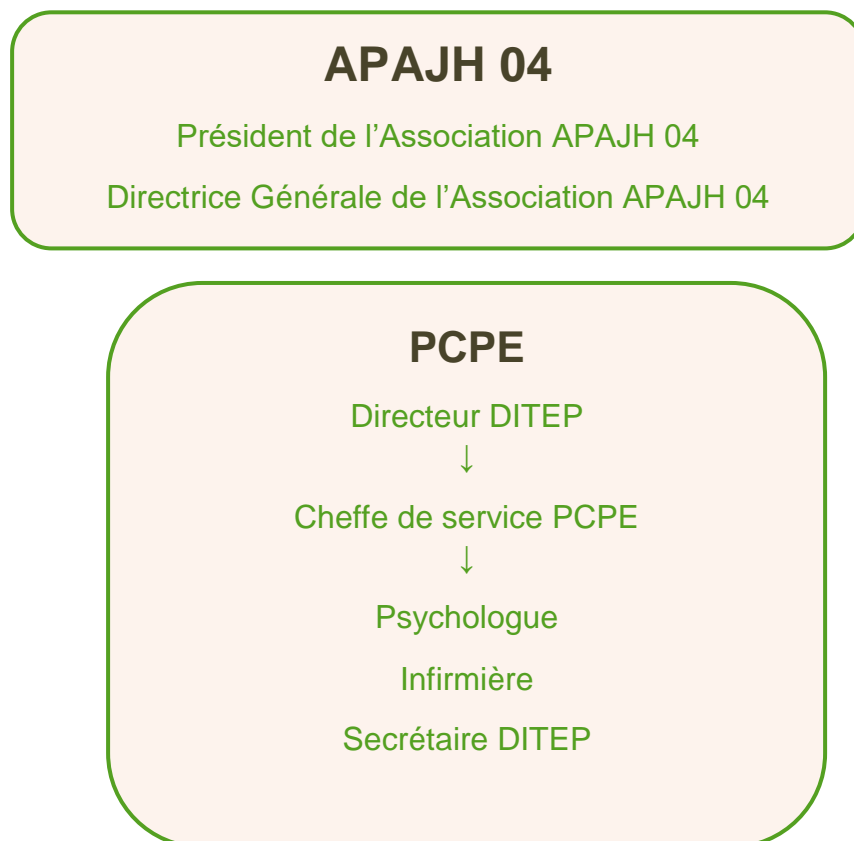 APAJH 04
Président de l’Association APAJH 04
Directrice Générale de l’Association APAJH 04
PCPE
Directeur DITEP
↓
Cheffe de service PCPE
↓
Psychologue
Infirmière
Secrétaire DITEP